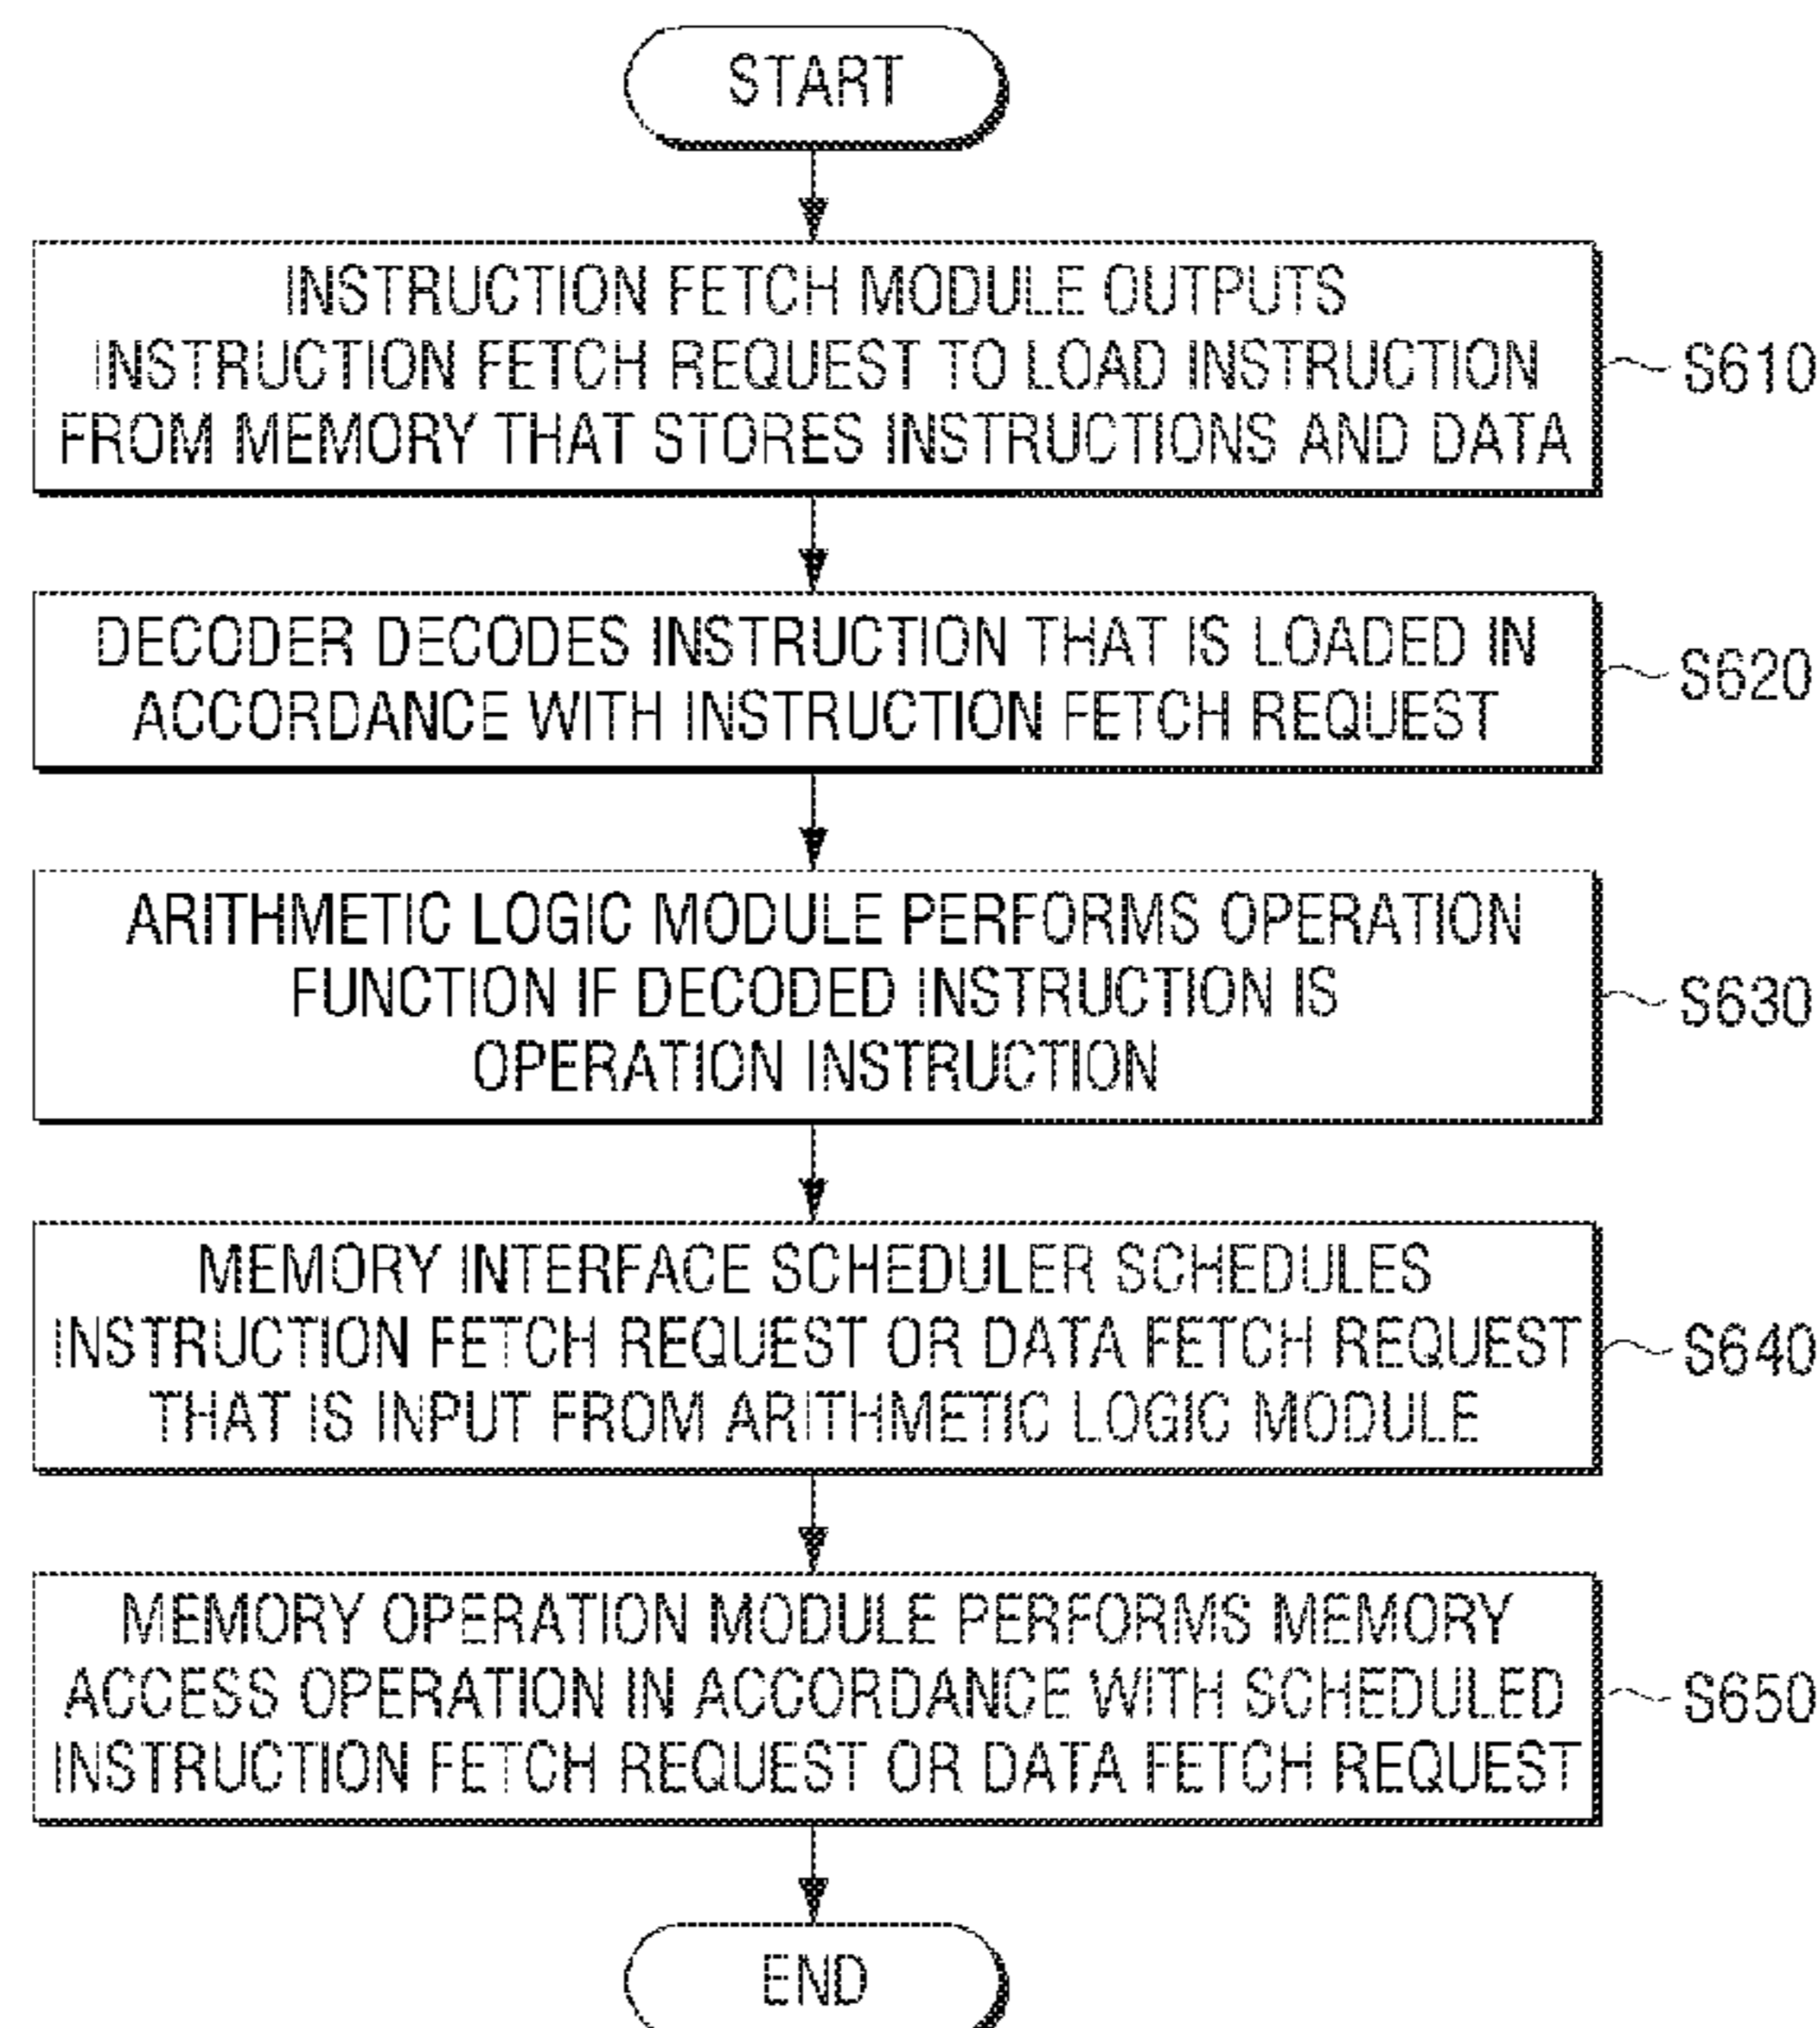 START
INSTRUCTION FETCH MODULE OUTPUTS
INSTRUCTION FETCH REQUEST TO LOAD INSTRUCTION
FROM MEMORY THAT STORES INSTRUCTIONS AND DATA
S610
DECODER DECODES INSTRUCTION THAT IS LOADED IN
ACCORDANCE WITH INSTRUCTION FETCH REQUEST
S620
ARITHMETIC LOGIC MODULE PERFORMS OPERATION
FUNCTION IF DECODED INSTRUCTION IS
OPERATION INSTRUCTION
S630
MEMORY INTERFACE SCHEDULER SCHEDULES
INSTRUCTION FETCH REQUEST OR DATA FETCH REQUEST
THAT IS INPUT FROM ARITHMETIC LOGIC MODULE
S640
MEMORY OPERATION MODULE PERFORMS MEMORY
ACCESS OPERATION IN ACCORDANCE WITH SCHEDULED
INSTRUCTION FETCH REQUEST OR DATA FETCH REQUEST
S650
END